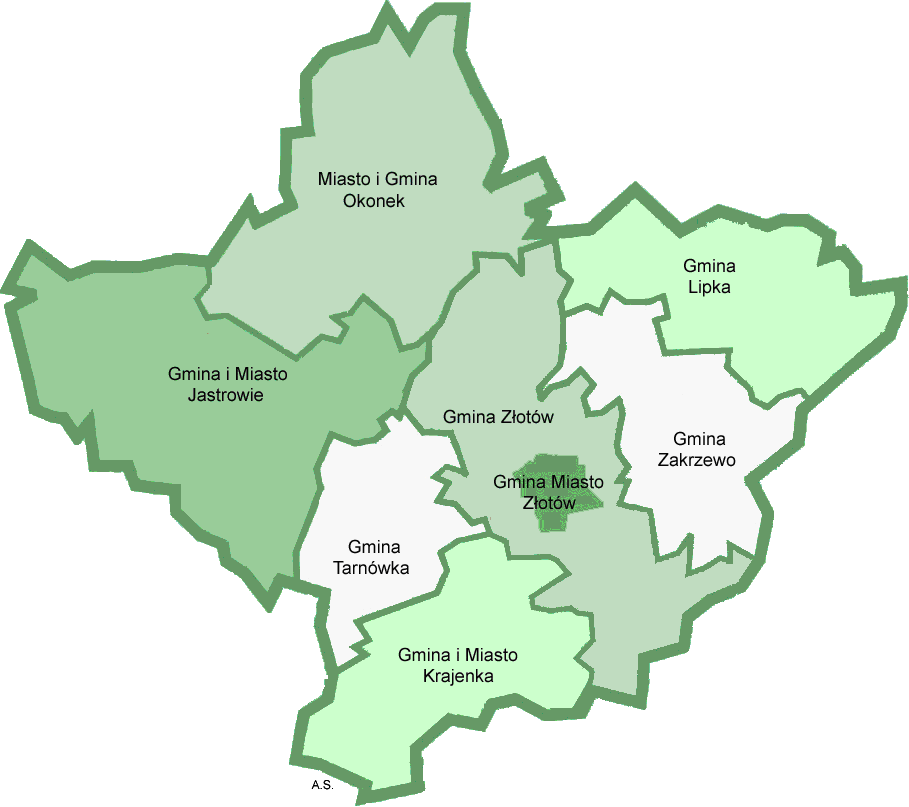 Miasto i Gmina
Okonek
Gmina
Lipka
Gmina i Miasto
Jastrowie
Gmina Złotów
Gmina
Zakrzewo
Gmina Miasto
Złotów
Gmina
Tarnówka
Gmina i Miasto
Krajenka
A.S.